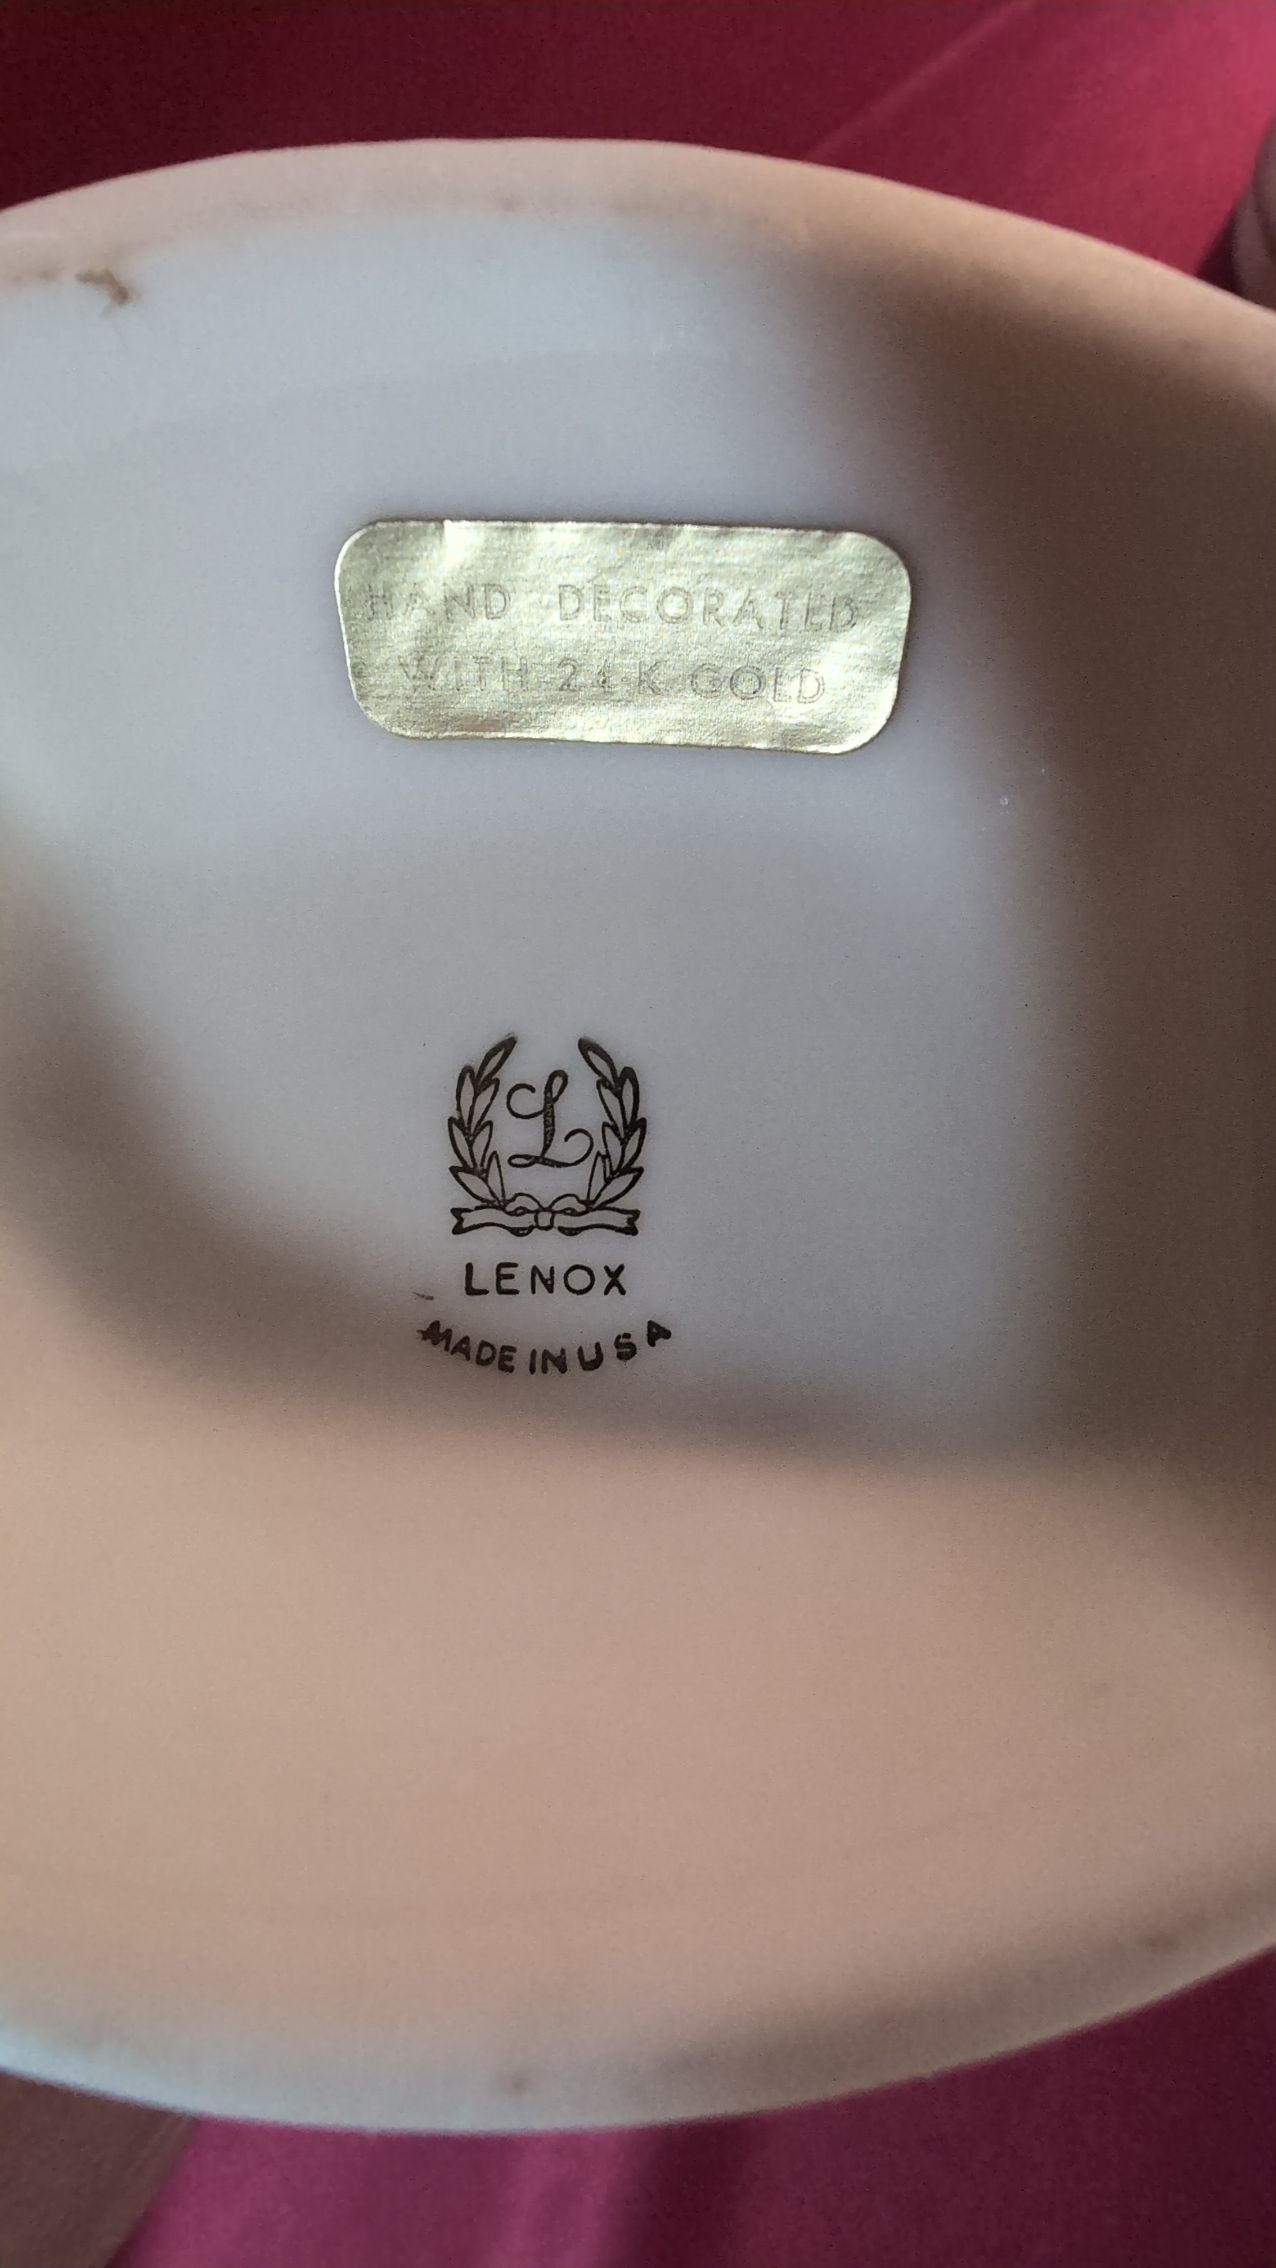 HAND DECORATED
WITH 24 K GOLD
L
LENOX
MADE IN USA